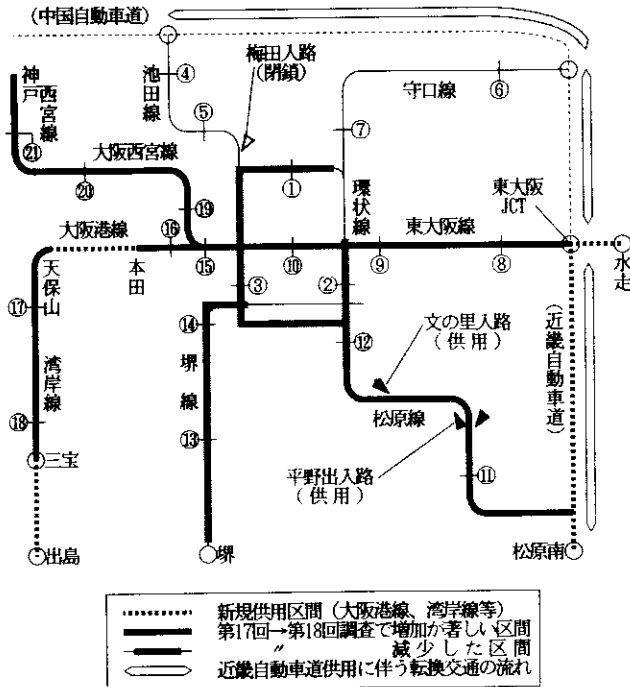 (中国自動車道)
梅田入路
(閉鎖)
池田線
④
⑤
⑥
守口線
⑦
神戸西宮線
㉑
大阪西宮線
⑳
①
環状線
東大阪
JCT
⑲
大阪港線
⑯
東大阪線
本田
⑮
⑩
⑨
⑧
水走
天保山
③
②
⑰
⑭
⑫
文の里入路
(供用)
(近畿自動車道)
湾岸線
堺線
松原線
⑱
⑬
三宝
平野出入路
(供用)
⑪
出島
堺
松原南
新規供用区間(大阪港線、湾岸線等)
第17回→第18回調査で増加が著しい区間
〃 減少した区間
近畿自動車道供用に伴う転換交通の流れ